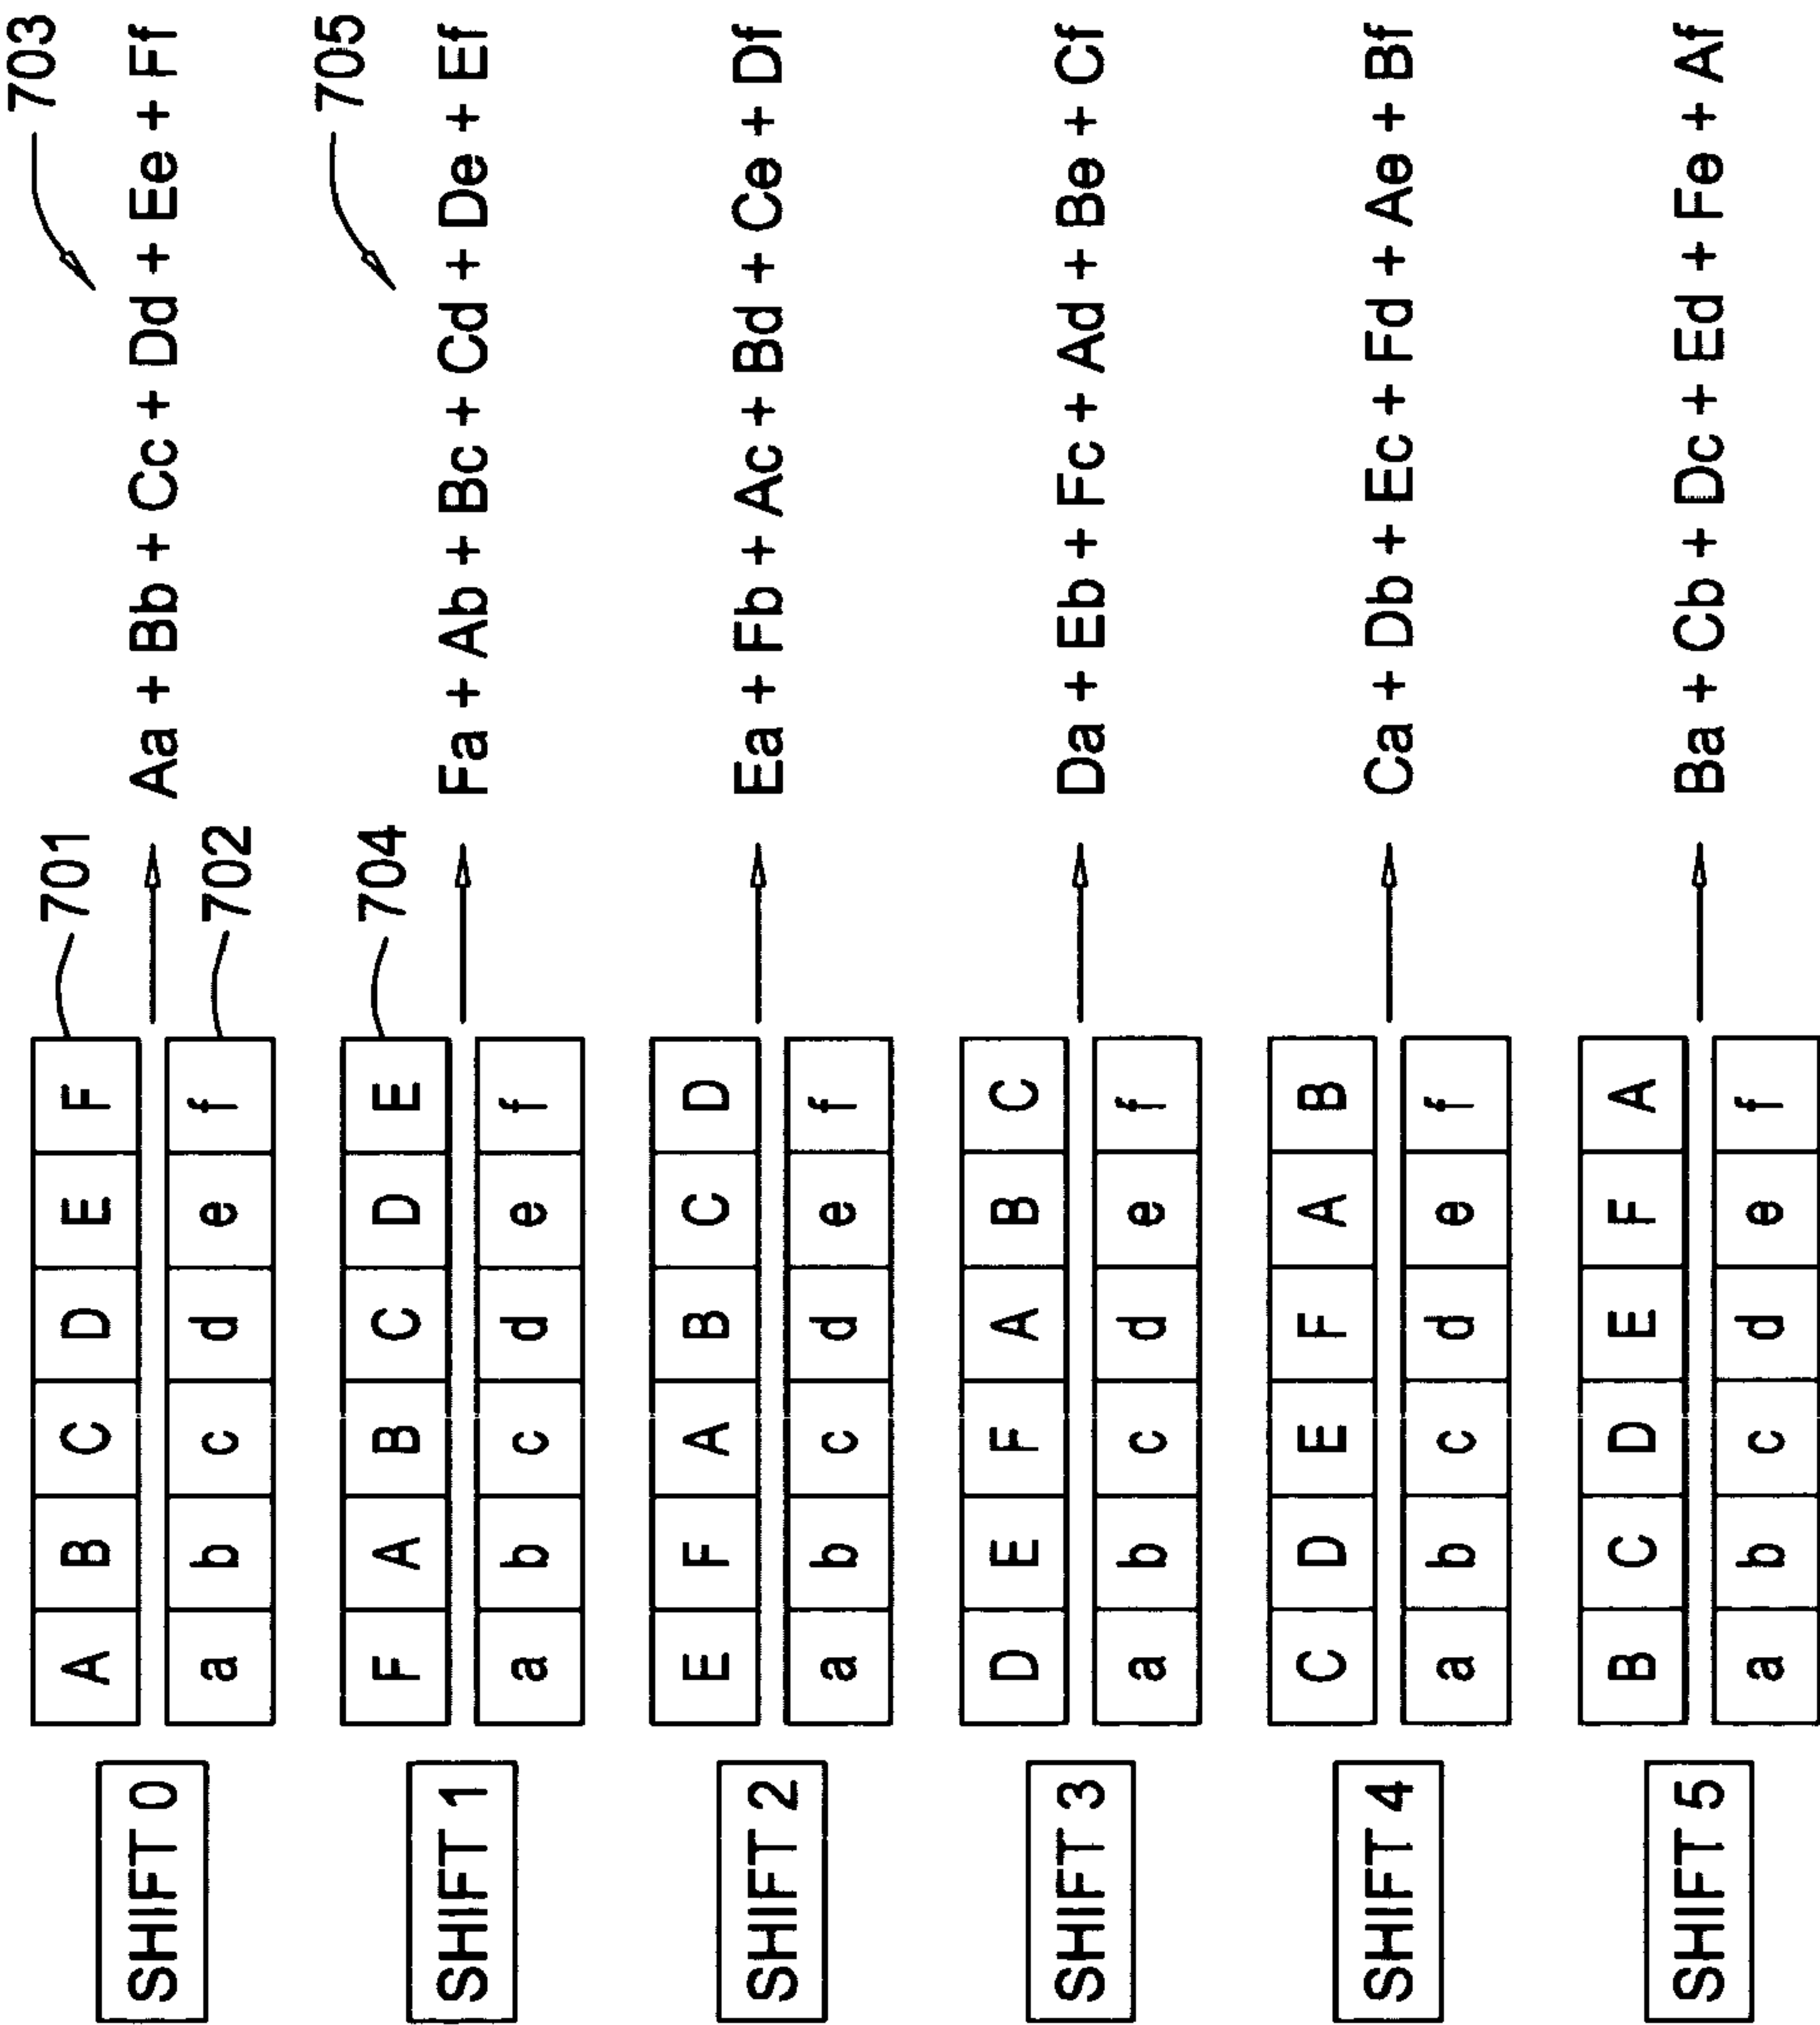 703
701
SHIFT 0
A B C D E F
Aa + Bb + Cc + Dd + Ee + Ff
a b c d e f
702
705
704
SHIFT 1
F A B C D E
Fa + Ab + Bc + Cd + De + Ef
a b c d e f
SHIFT 2
E F A B C D
Ea + Fb + Ac + Bd + Ce + Df
a b c d e f
SHIFT 3
D E F A B C
Da + Eb + Fc + Ad + Be + Cf
a b c d e f
SHIFT 4
C D E F A B
Ca + Db + Ec + Fd + Ae + Bf
a b c d e f
SHIFT 5
B C D E F A
Ba + Cb + Dc + Ed + Fe + Af
a b c d e f